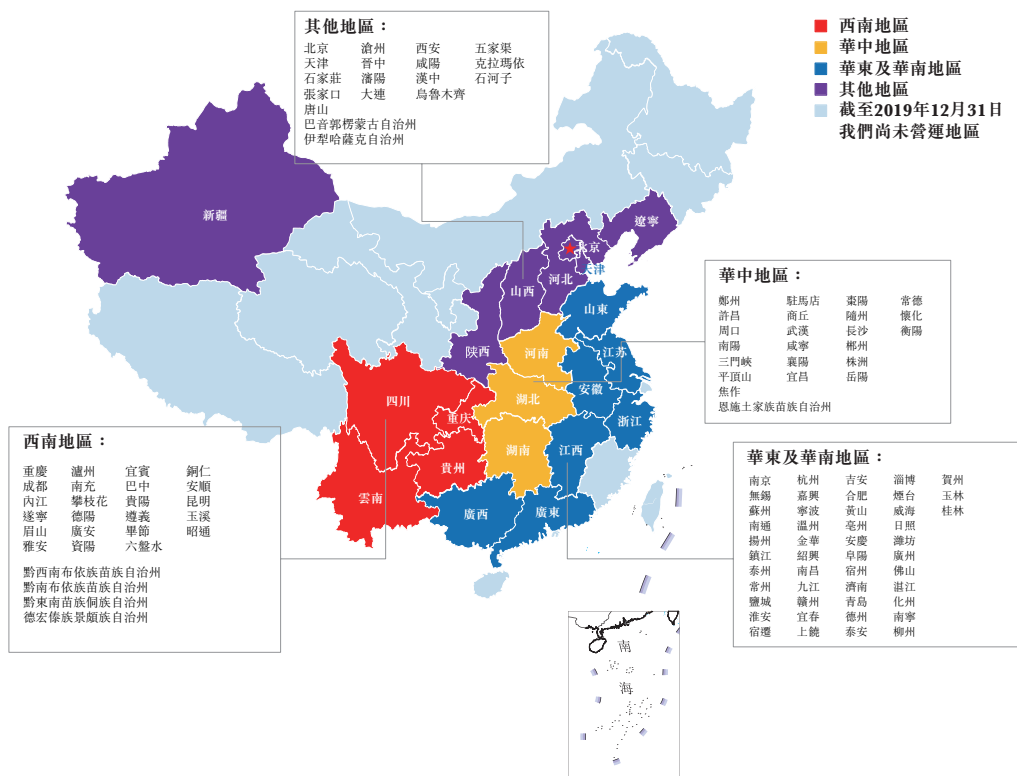 其他地區：
北京 滄州 西安 五家渠
天津 晉中 咸陽 克拉瑪依
石家莊 瀋陽 漢中 石河子
張家口 大連 烏魯木齊
唐山
巴音郭楞蒙古自治州
伊犁哈薩克自治州
西南地區
華中地區
華東及華南地區
其他地區
截至2019年12月31日
我們尚未營運地區
新疆
遼寧
北京
天津
河北
山西
山東
陝西
河南
江苏
安徽
湖北
四川
重庆
浙江
湖南
江西
貴州
雲南
廣西
廣東
華中地區：
鄭州 駐馬店 棗陽 常德
許昌 商丘 隨州 懷化
周口 武漢 長沙 衡陽
南陽 咸寧 郴州
三門峽 襄陽 株洲
平頂山 宜昌 岳陽
焦作
恩施土家族苗族自治州
西南地區：
重慶 瀘州 宜賓 銅仁
成都 南充 巴中 安順
內江 攀枝花 貴陽 昆明
遂寧 德陽 遵義 玉溪
眉山 廣安 畢節 昭通
雅安 資陽 六盤水
黔西南布依族苗族自治州
黔南布依族苗族自治州
黔東南苗族侗族自治州
德宏傣族景頗族自治州
華東及華南地區：
南京 杭州 吉安 淄博 賀州
無錫 嘉興 合肥 煙台 玉林
蘇州 寧波 黃山 威海 桂林
南通 溫州 亳州 日照
揚州 金華 安慶 濰坊
鎮江 紹興 阜陽 廣州
泰州 南昌 宿州 佛山
常州 九江 濟南 湛江
鹽城 贛州 青島 化州
淮安 宜春 德州 南寧
宿遷 上饒 泰安 柳州
南
海